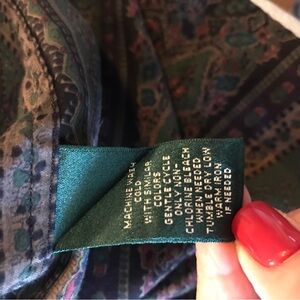 MACHINE WASH
COLD
WITH SIMILAR
COLORS
GENTLE CYCLE
ONLY NON-
CHLORINE BLEACH
WHEN NEEDED
TUMBLE DRY LOW
WARM IRON
IF NEEDED